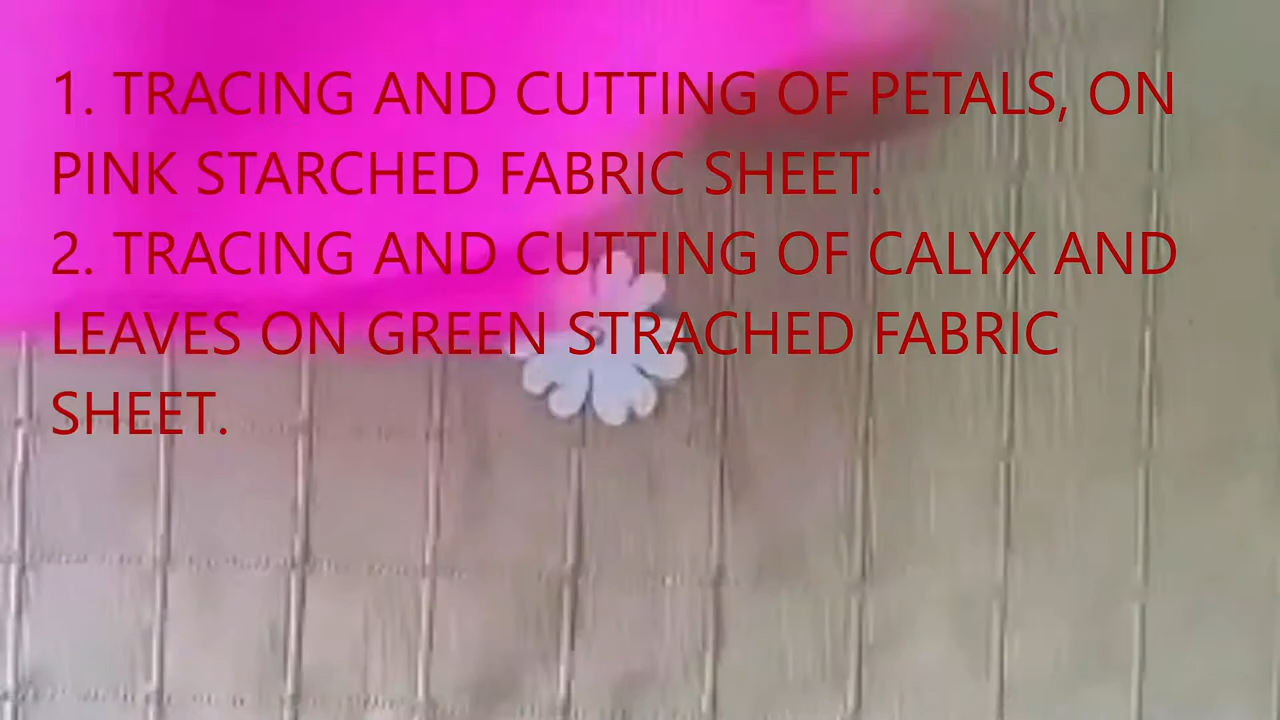 1. TRACING AND CUTTING OF PETALS, ON
PINK STARCHED FABRIC SHEET.
2. TRACING AND CUTTING OF CALYX AND
LEAVES ON GREEN STRACHED FABRIC
SHEET.